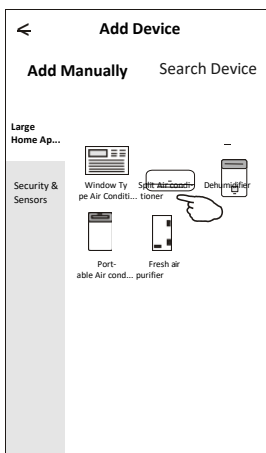 Add Device
Add Manually
Search Device
Large
Home Ap...
Security &
Sensors
Window Ty
pe Air Conditi...
Split Air condi-
tioner
Dehumidifier
Port-
able Air cond...
Fresh air
purifier